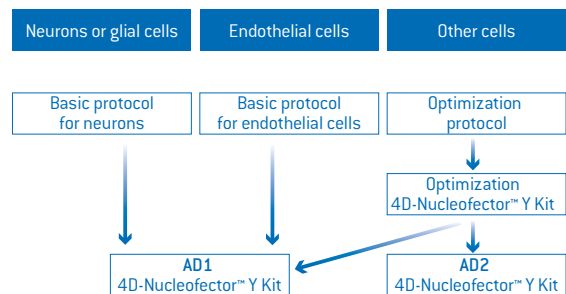 Neurons or glial cells
Endothelial cells
Other cells
Basic protocol
for neurons
Basic protocol
for endothelial cells
Optimization
protocol
Optimization
4D-Nucleofector™ Y Kit
AD1
4D-Nucleofector™ Y Kit
AD2
4D-Nucleofector™ Y Kit